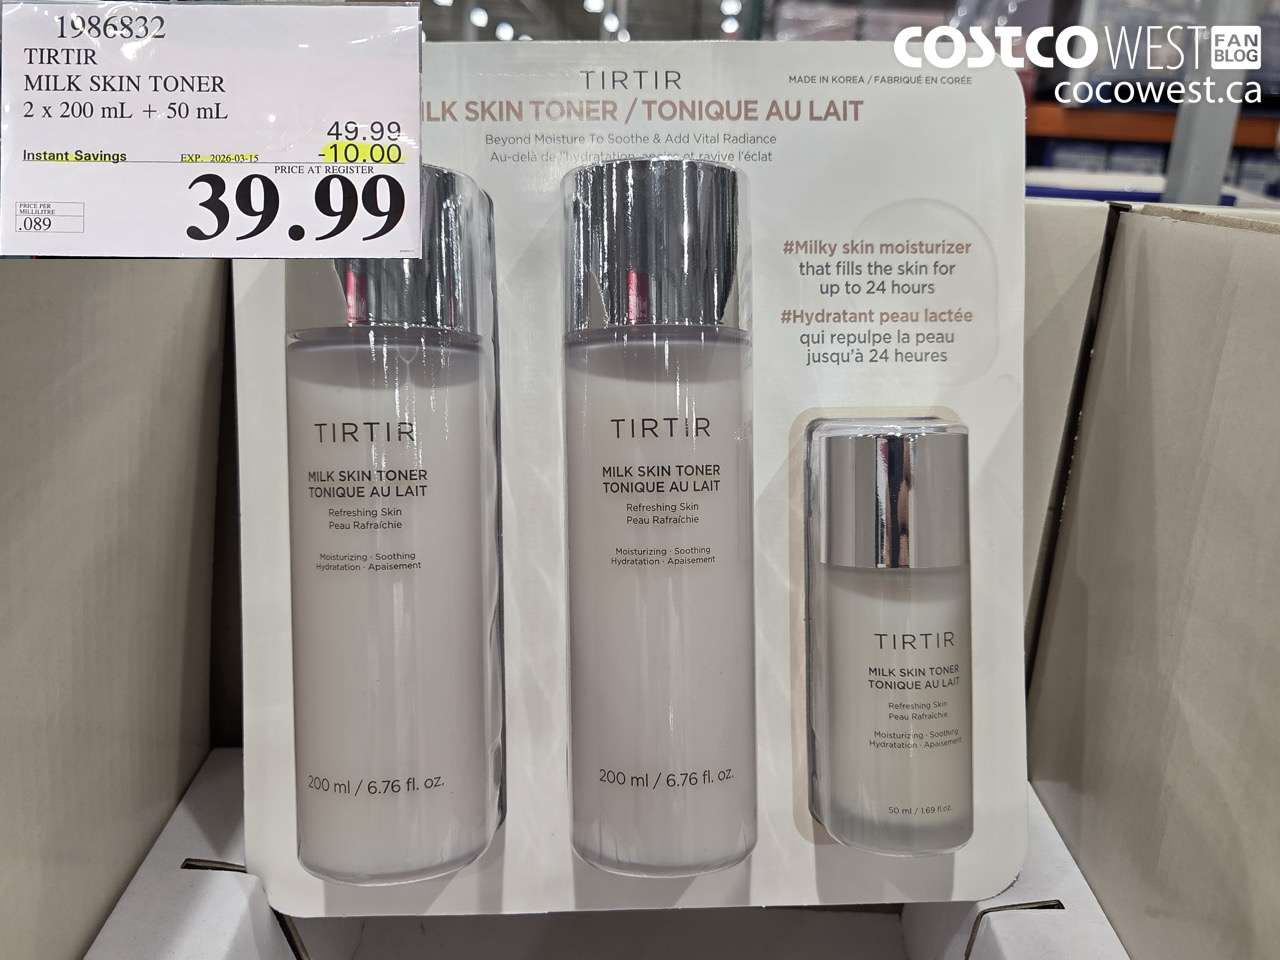 1986832
TIRTIR
MILK SKIN TONER
2 x 200 mL + 50 mL
49.99
Instant Savings EXP. 2026-03-15 -10.00
PRICE AT REGISTER
39.99
PRICE PER
MILLILITRE
.089
COSTCO WEST FAN BLOG
cocowest.ca
TIRTIR
MADE IN KOREA / FABRIQUÉ EN CORÉE
ILK SKIN TONER / TONIQUE AU LAIT
Beyond Moisture To Soothe & Add Vital Radiance
Au-delà de l'hydratation et ravive l'éclat
#Milky skin moisturizer
that fills the skin for
up to 24 hours
#Hydratant peau lactée
qui repulpe la peau
jusqu'à 24 heures
TIRTIR
MILK SKIN TONER
TONIQUE AU LAIT
Refreshing Skin
Peau Rafraîchie
Moisturizing · Soothing
Hydratation · Apaisement
200 ml / 6.76 fl. oz.
TIRTIR
MILK SKIN TONER
TONIQUE AU LAIT
Refreshing Skin
Peau Rafraîchie
Moisturizing · Soothing
Hydratation · Apaisement
200 ml / 6.76 fl. oz.
TIRTIR
MILK SKIN TONER
TONIQUE AU LAIT
Refreshing Skin
Peau Rafraîchie
Moisturizing · Soothing
Hydratation · Apaisement
50 ml / 1.69 fl.oz.